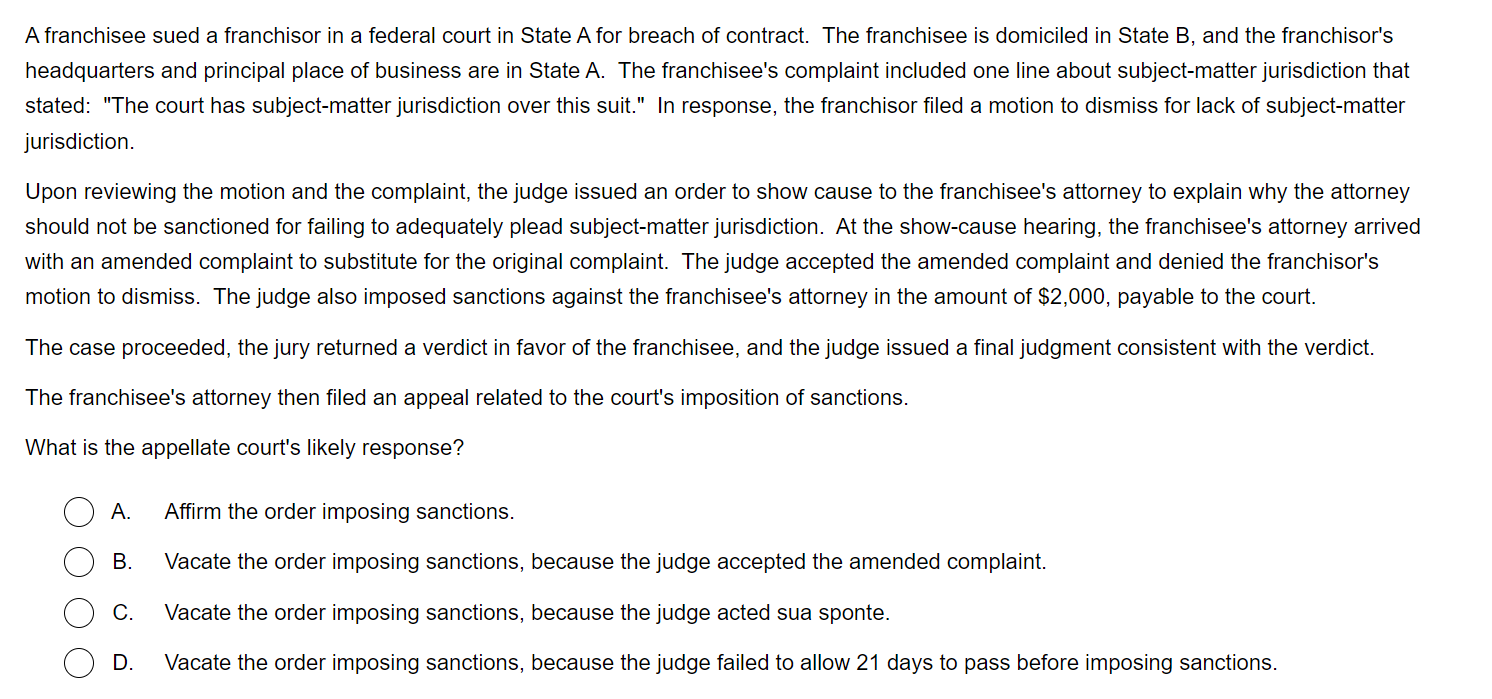 A franchisee sued a franchisor in a federal court in State A for breach of contract.  The franchisee is domiciled in State B, and the franchisor's
headquarters and principal place of business are in State A.  The franchisee's complaint included one line about subject-matter jurisdiction that
stated:  "The court has subject-matter jurisdiction over this suit."  In response, the franchisor filed a motion to dismiss for lack of subject-matter
jurisdiction.
Upon reviewing the motion and the complaint, the judge issued an order to show cause to the franchisee's attorney to explain why the attorney
should not be sanctioned for failing to adequately plead subject-matter jurisdiction.  At the show-cause hearing, the franchisee's attorney arrived
with an amended complaint to substitute for the original complaint.  The judge accepted the amended complaint and denied the franchisor's
motion to dismiss.  The judge also imposed sanctions against the franchisee's attorney in the amount of $2,000, payable to the court.
The case proceeded, the jury returned a verdict in favor of the franchisee, and the judge issued a final judgment consistent with the verdict.
The franchisee's attorney then filed an appeal related to the court's imposition of sanctions.
What is the appellate court's likely response?
A. Affirm the order imposing sanctions.
B. Vacate the order imposing sanctions, because the judge accepted the amended complaint.
C. Vacate the order imposing sanctions, because the judge acted sua sponte.
D. Vacate the order imposing sanctions, because the judge failed to allow 21 days to pass before imposing sanctions.